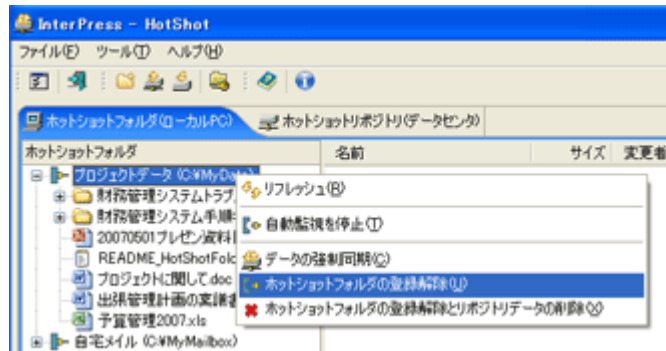 InterPress - HotShot
ファイル(F) ツール(T) ヘルプ(H)
ホットショットフォルダ(ローカルPC) ホットショットリポジトリ(データセンタ)
ホットショットフォルダ 名前 サイズ 変更者
プロジェクトデータ (C:¥MyData)
財務管理システムトラブ
財務管理システム手順
20070501プレゼン資料
README_HotShotFold
プロジェクトに関して.doc
出張管理計画の稟議書
予算管理2007.xls
自宅メイル (C:¥MyMailbox)
リフレッシュ(R)
自動監視を停止(T)
データの強制同期(C)
ホットショットフォルダの登録解除(U)
ホットショットフォルダの登録解除とリポジトリデータの削除(X)